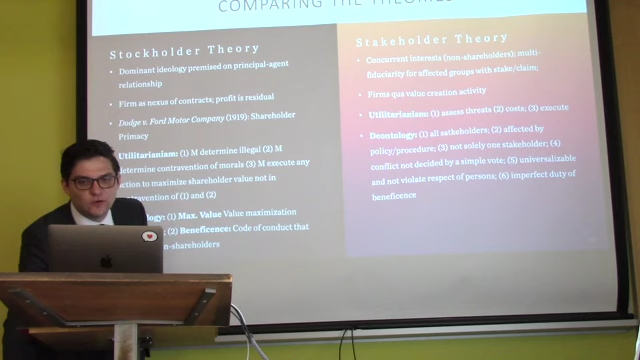 COMPARING THE THEORIES
Stockholder Theory
• Dominant ideology premised on principal-agent
relationship
• Firm as nexus of contracts; profit is residual
• Dodge v. Ford Motor Company (1919): Shareholder
Primacy
Utilitarianism: (1) M determine illegal (2) M
determine contravention of morals (3) M execute any
action to maximize shareholder value not in
contravention of (1) and (2)
(1) Max. Value Value maximization
(2) Beneficence: Code of conduct that
Stakeholder Theory
• Concurrent interests (non-shareholders): multi-
fiduciarity for affected groups with stake/claim;
• Firms qua value creation activity
• Utilitarianism: (1) assess threats (2) costs; (3) execute
• Deontology: (1) all satkeholders; (2) affected by
policy/procedure; (3) not solely one stakeholder; (4)
conflict not decided by a simple vote; (5) universalizable
and not violate respect of persons; (6) imperfect duty of
beneficence